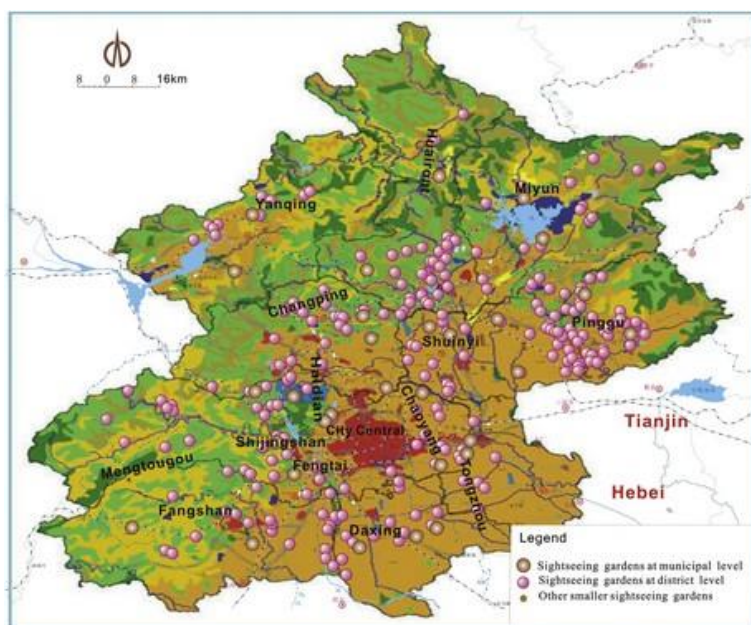 8 0 8 16km
Huairou
Miyun
Yanqing
Changping
Pinggu
Shuinyi
Haidian
Chaoyang
City Central
Tianjin
Shijingshan
Mengtougou
Fengtai
Tongzhou
Hebei
Fangshan
Daxing
Legend
Sightseeing gardens at municipal level
Sightseeing gardens at district level
Other smaller sightseeing gardens